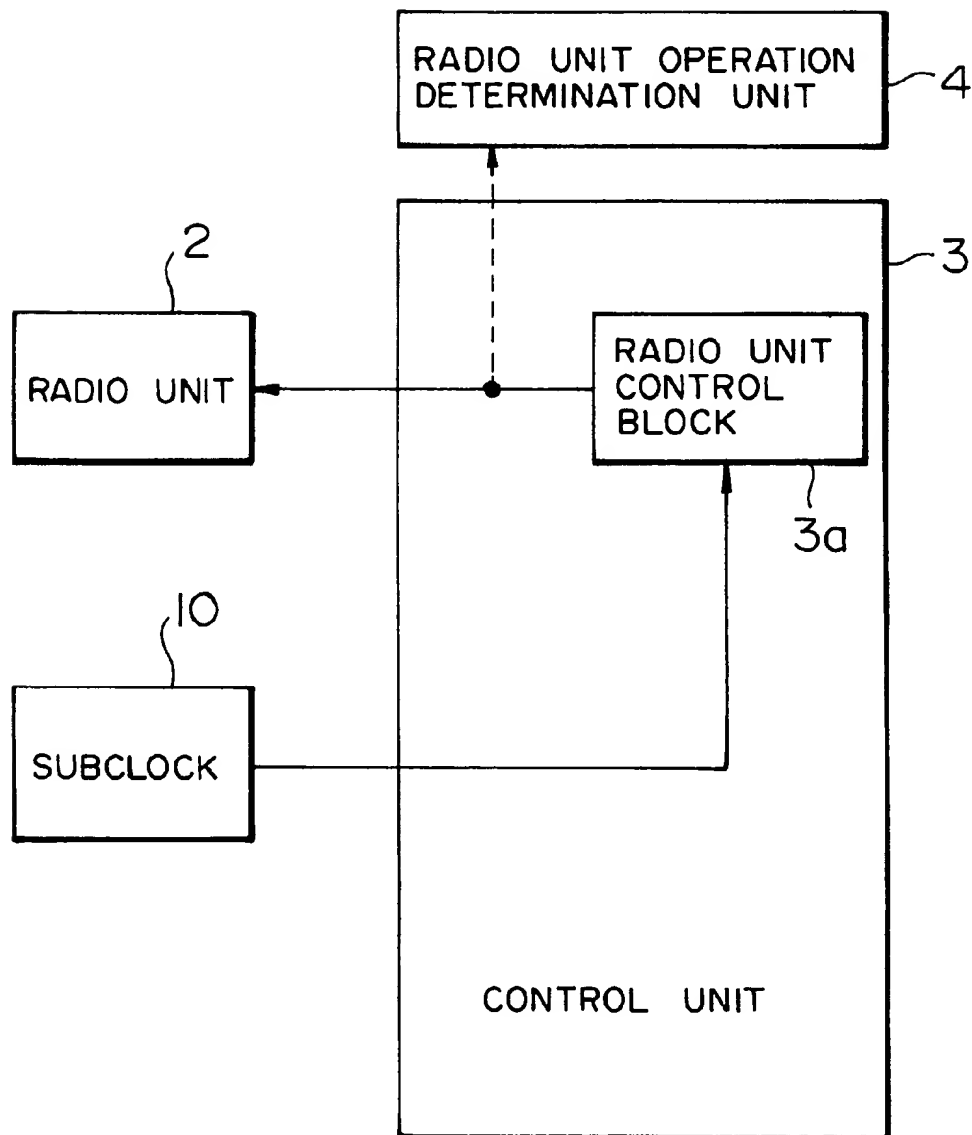 RADIO UNIT OPERATION
DETERMINATION UNIT
4
2
3
RADIO UNIT
RADIO UNIT
CONTROL
BLOCK
3a
10
SUBCLOCK
CONTROL UNIT